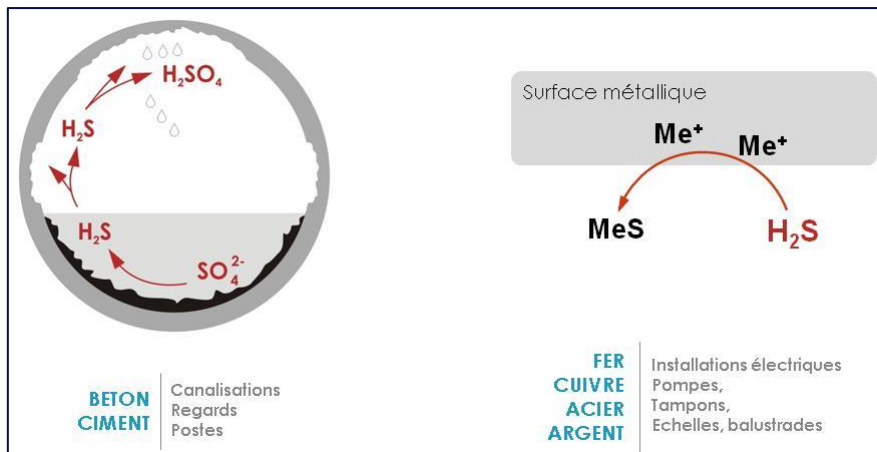 H₂SO₄
H₂S
H₂S
SO₄²⁻
BETON
CIMENT
Canalisations
Regards
Postes
Surface métallique
Me⁺
Me⁺
MeS
H₂S
FER
CUIVRE
ACIER
ARGENT
Installations électriques
Pompes,
Tampons,
Echelles, balustrades